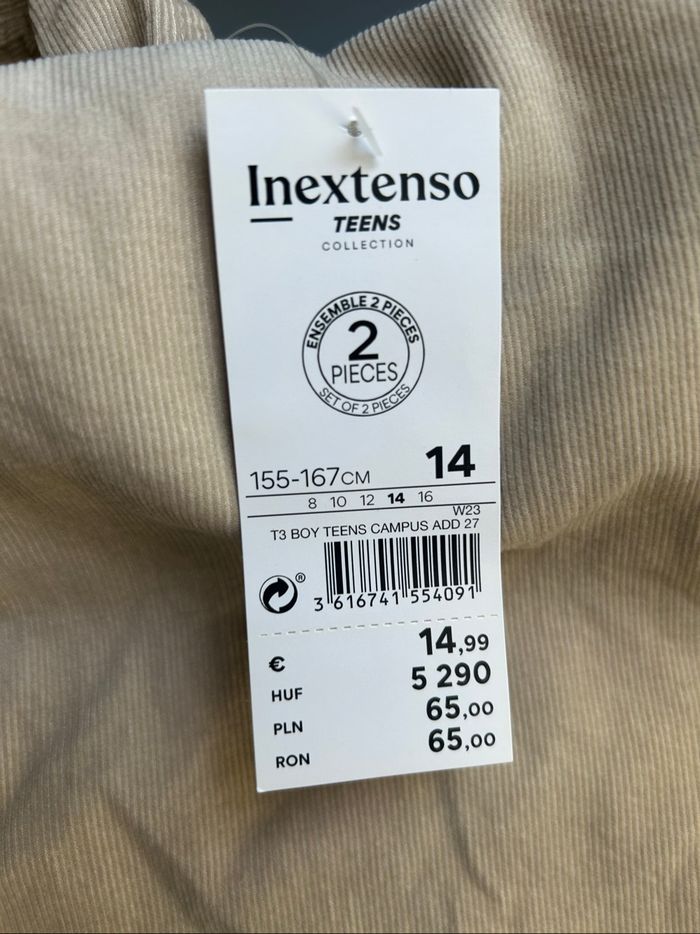 Inextenso
TEENS
COLLECTION
ENSEMBLE 2 PIECES
2
PIECES
SET OF 2 PIECES
155-167CM 14
8 10 12 14 16
W23
T3 BOY TEENS CAMPUS ADD 27
®
3 616741 554091
€ 14,99
HUF 5 290
PLN 65,00
RON 65,00